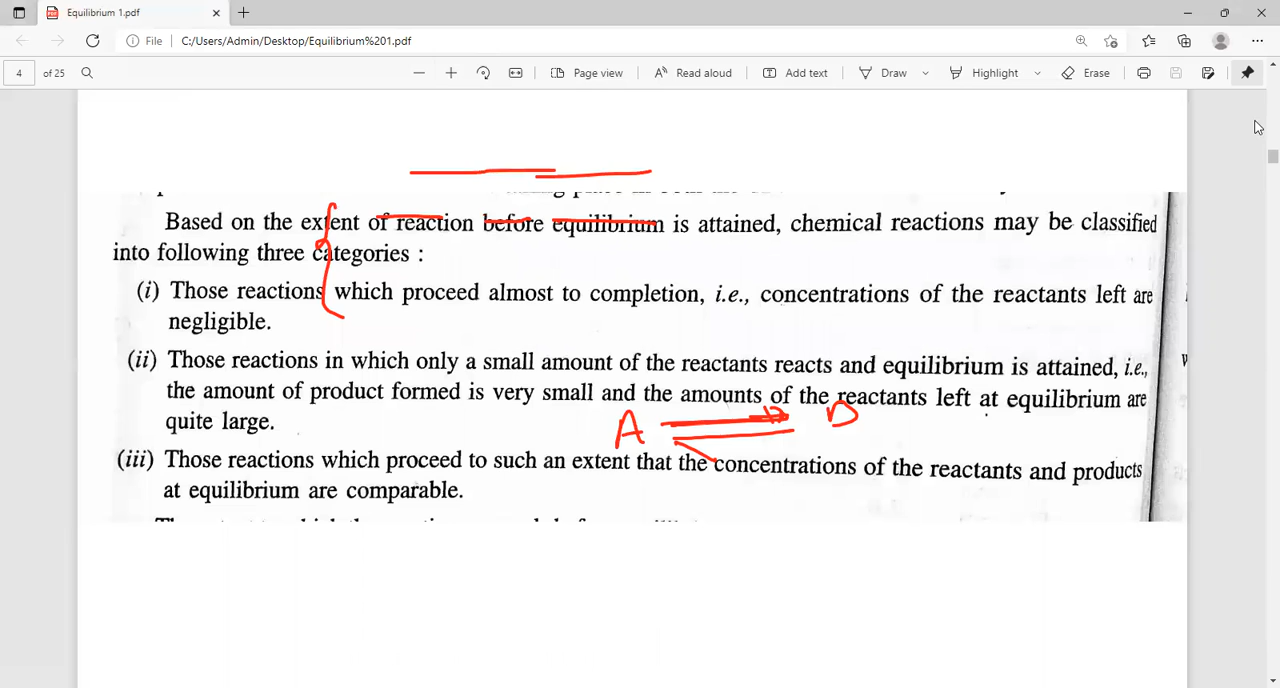 Equilibrium 1.pdf
File C:/Users/Admin/Desktop/Equilibrium%201.pdf
4 of 25 Page view Read aloud Add text Draw Highlight Erase
Based on the extent of reaction before equilibrium is attained, chemical reactions may be classified
into following three categories :
(i) Those reactions which proceed almost to completion, i.e., concentrations of the reactants left are
negligible.
(ii) Those reactions in which only a small amount of the reactants reacts and equilibrium is attained, i.e.,
the amount of product formed is very small and the amounts of the reactants left at equilibrium are
quite large.
A
(iii) Those reactions which proceed to such an extent that the concentrations of the reactants and products
at equilibrium are comparable.